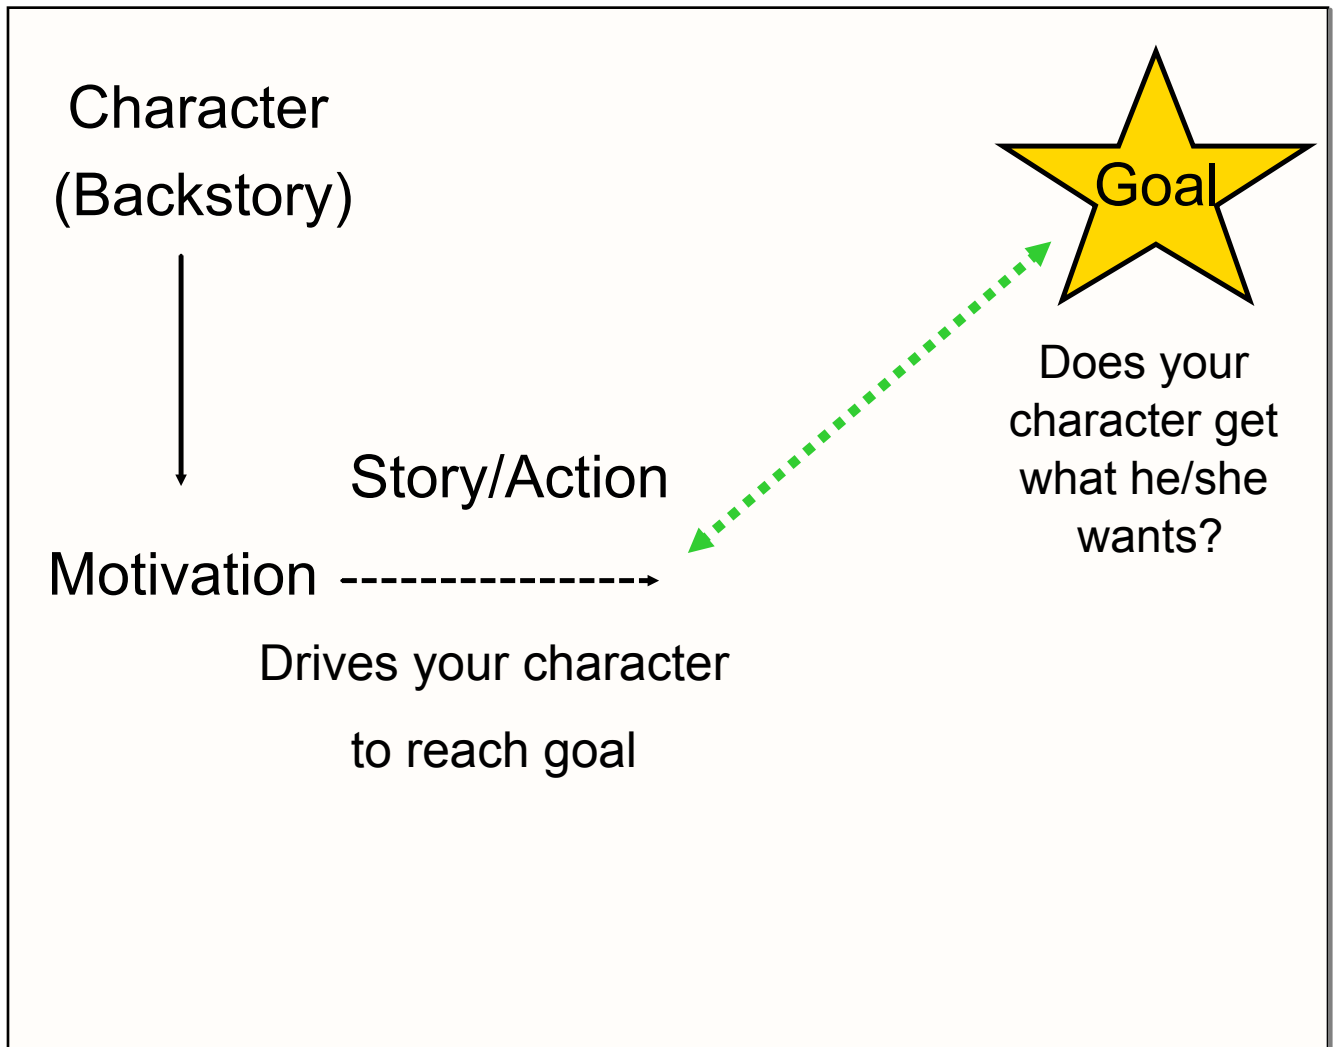 Character
(Backstory)
Goal
Does your
character get
what he/she
wants?
Story/Action
Motivation
Drives your character
to reach goal